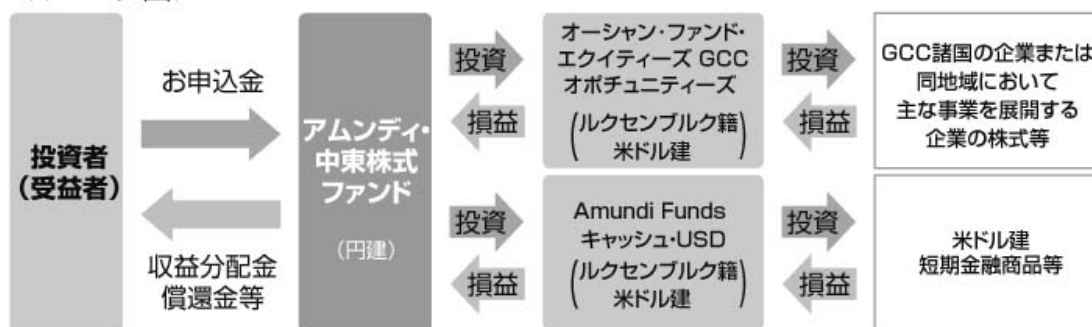 投資者
(受益者)
お申込金
収益分配金
償還金等
アムンディ・
中東株式
ファンド
(円建)
投資
損益
オーシャン・ファンド・
エクイティーズ GCC
オポチュニティーズ
(ルクセンブルク籍
米ドル建)
投資
損益
GCC諸国の企業または
同地域において
主な事業を展開する
企業の株式等
投資
損益
Amundi Funds
キャッシュ・USD
(ルクセンブルク籍
米ドル建)
投資
損益
米ドル建
短期金融商品等